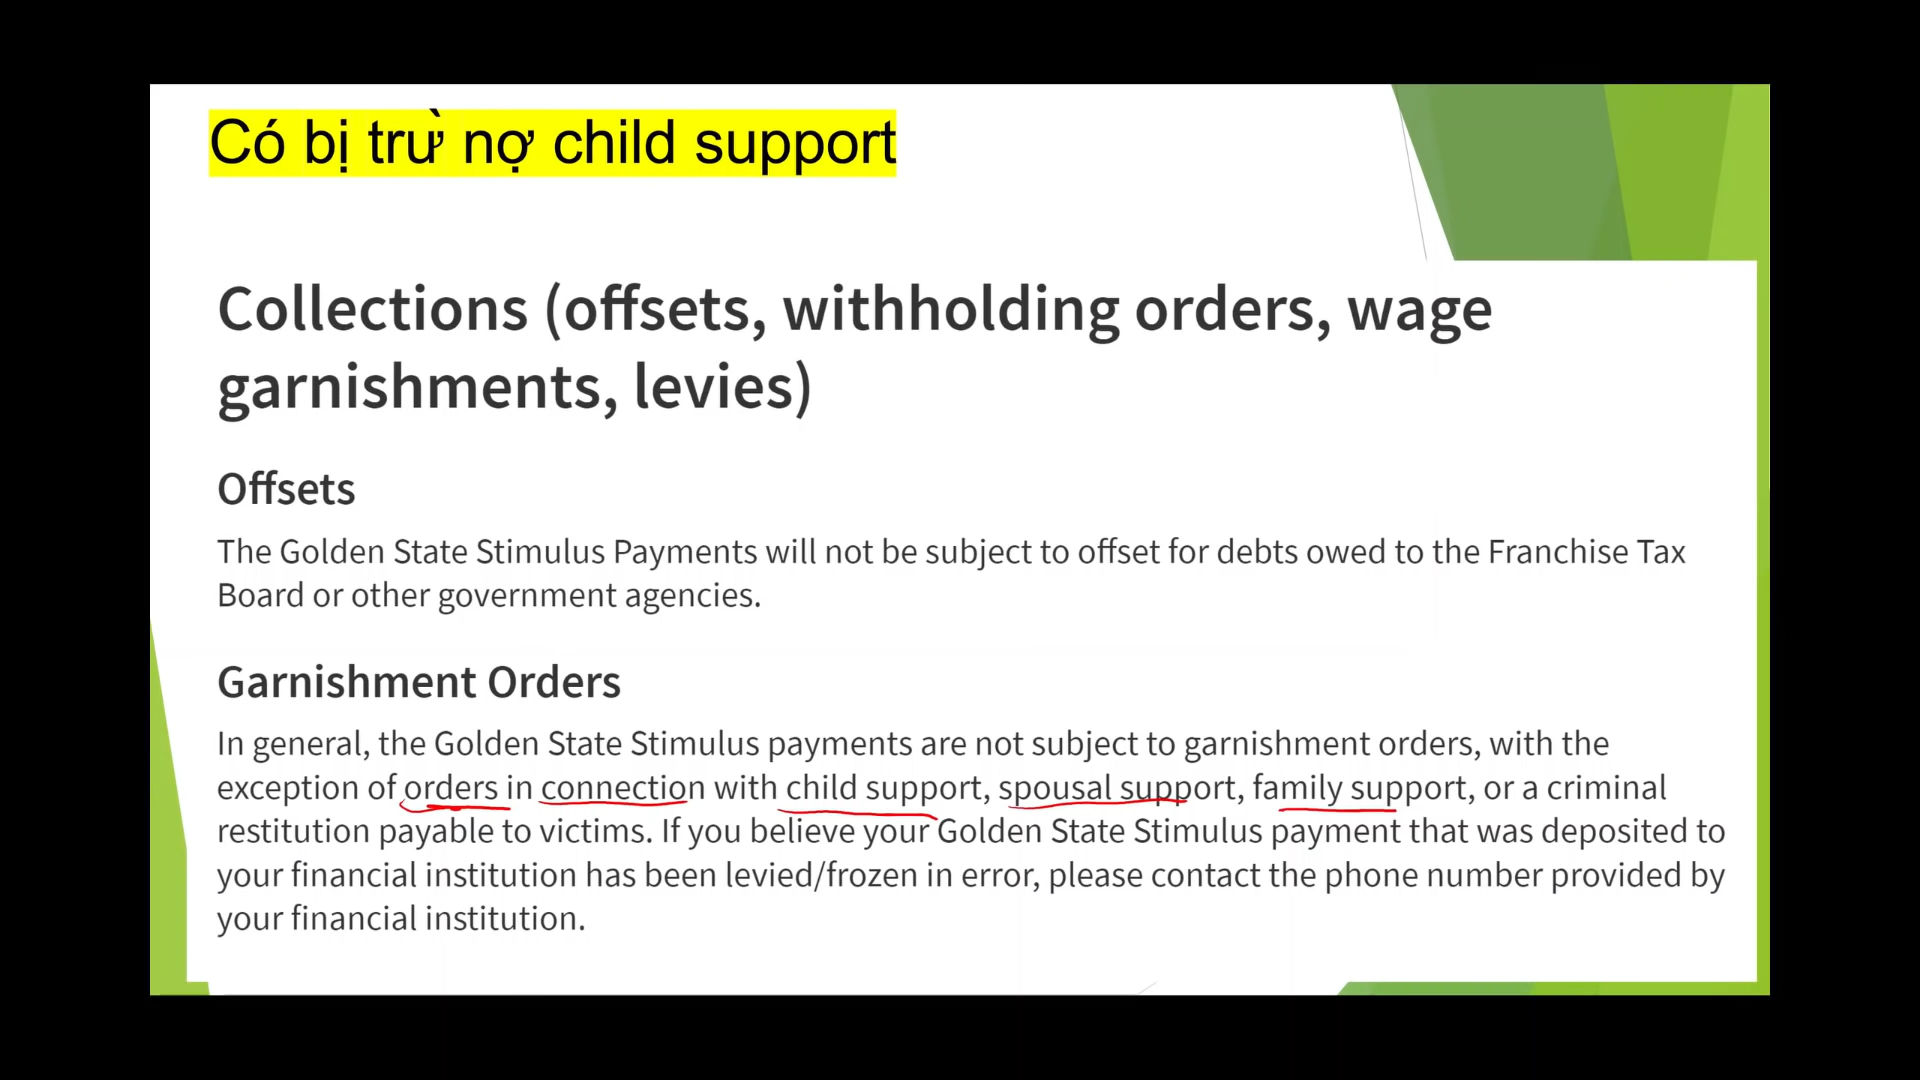 Có bị trừ nợ child support
Collections (offsets, withholding orders, wage
garnishments, levies)
Offsets
The Golden State Stimulus Payments will not be subject to offset for debts owed to the Franchise Tax
Board or other government agencies.
Garnishment Orders
In general, the Golden State Stimulus payments are not subject to garnishment orders, with the
exception of orders in connection with child support, spousal support, family support, or a criminal
restitution payable to victims. If you believe your Golden State Stimulus payment that was deposited to
your financial institution has been levied/frozen in error, please contact the phone number provided by
your financial institution.